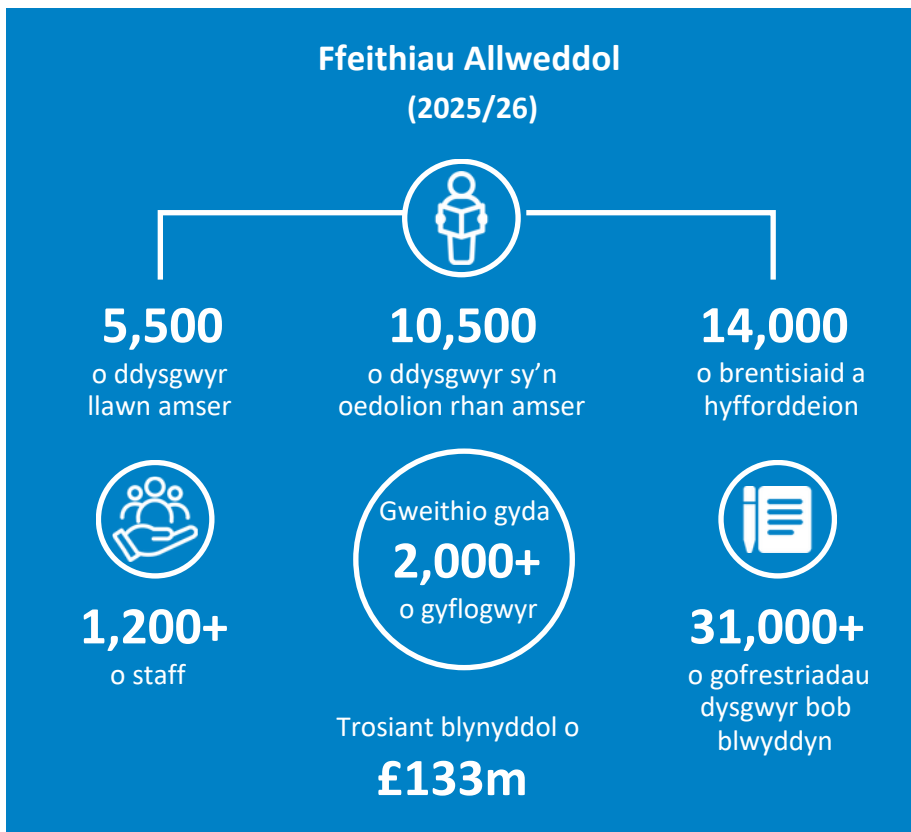 Ffeithiau Allweddol
(2025/26)
5,500
o ddysgwyr
llawn amser
10,500
o ddysgwyr sy’n
oedolion rhan amser
14,000
o brentisiaid a
hyfforddeion
1,200+
o staff
Gweithio gyda
2,000+
o gyflogwyr
31,000+
o gofrestriadau
dysgwyr bob
blwyddyn
Trosiant blynyddol o
£133m